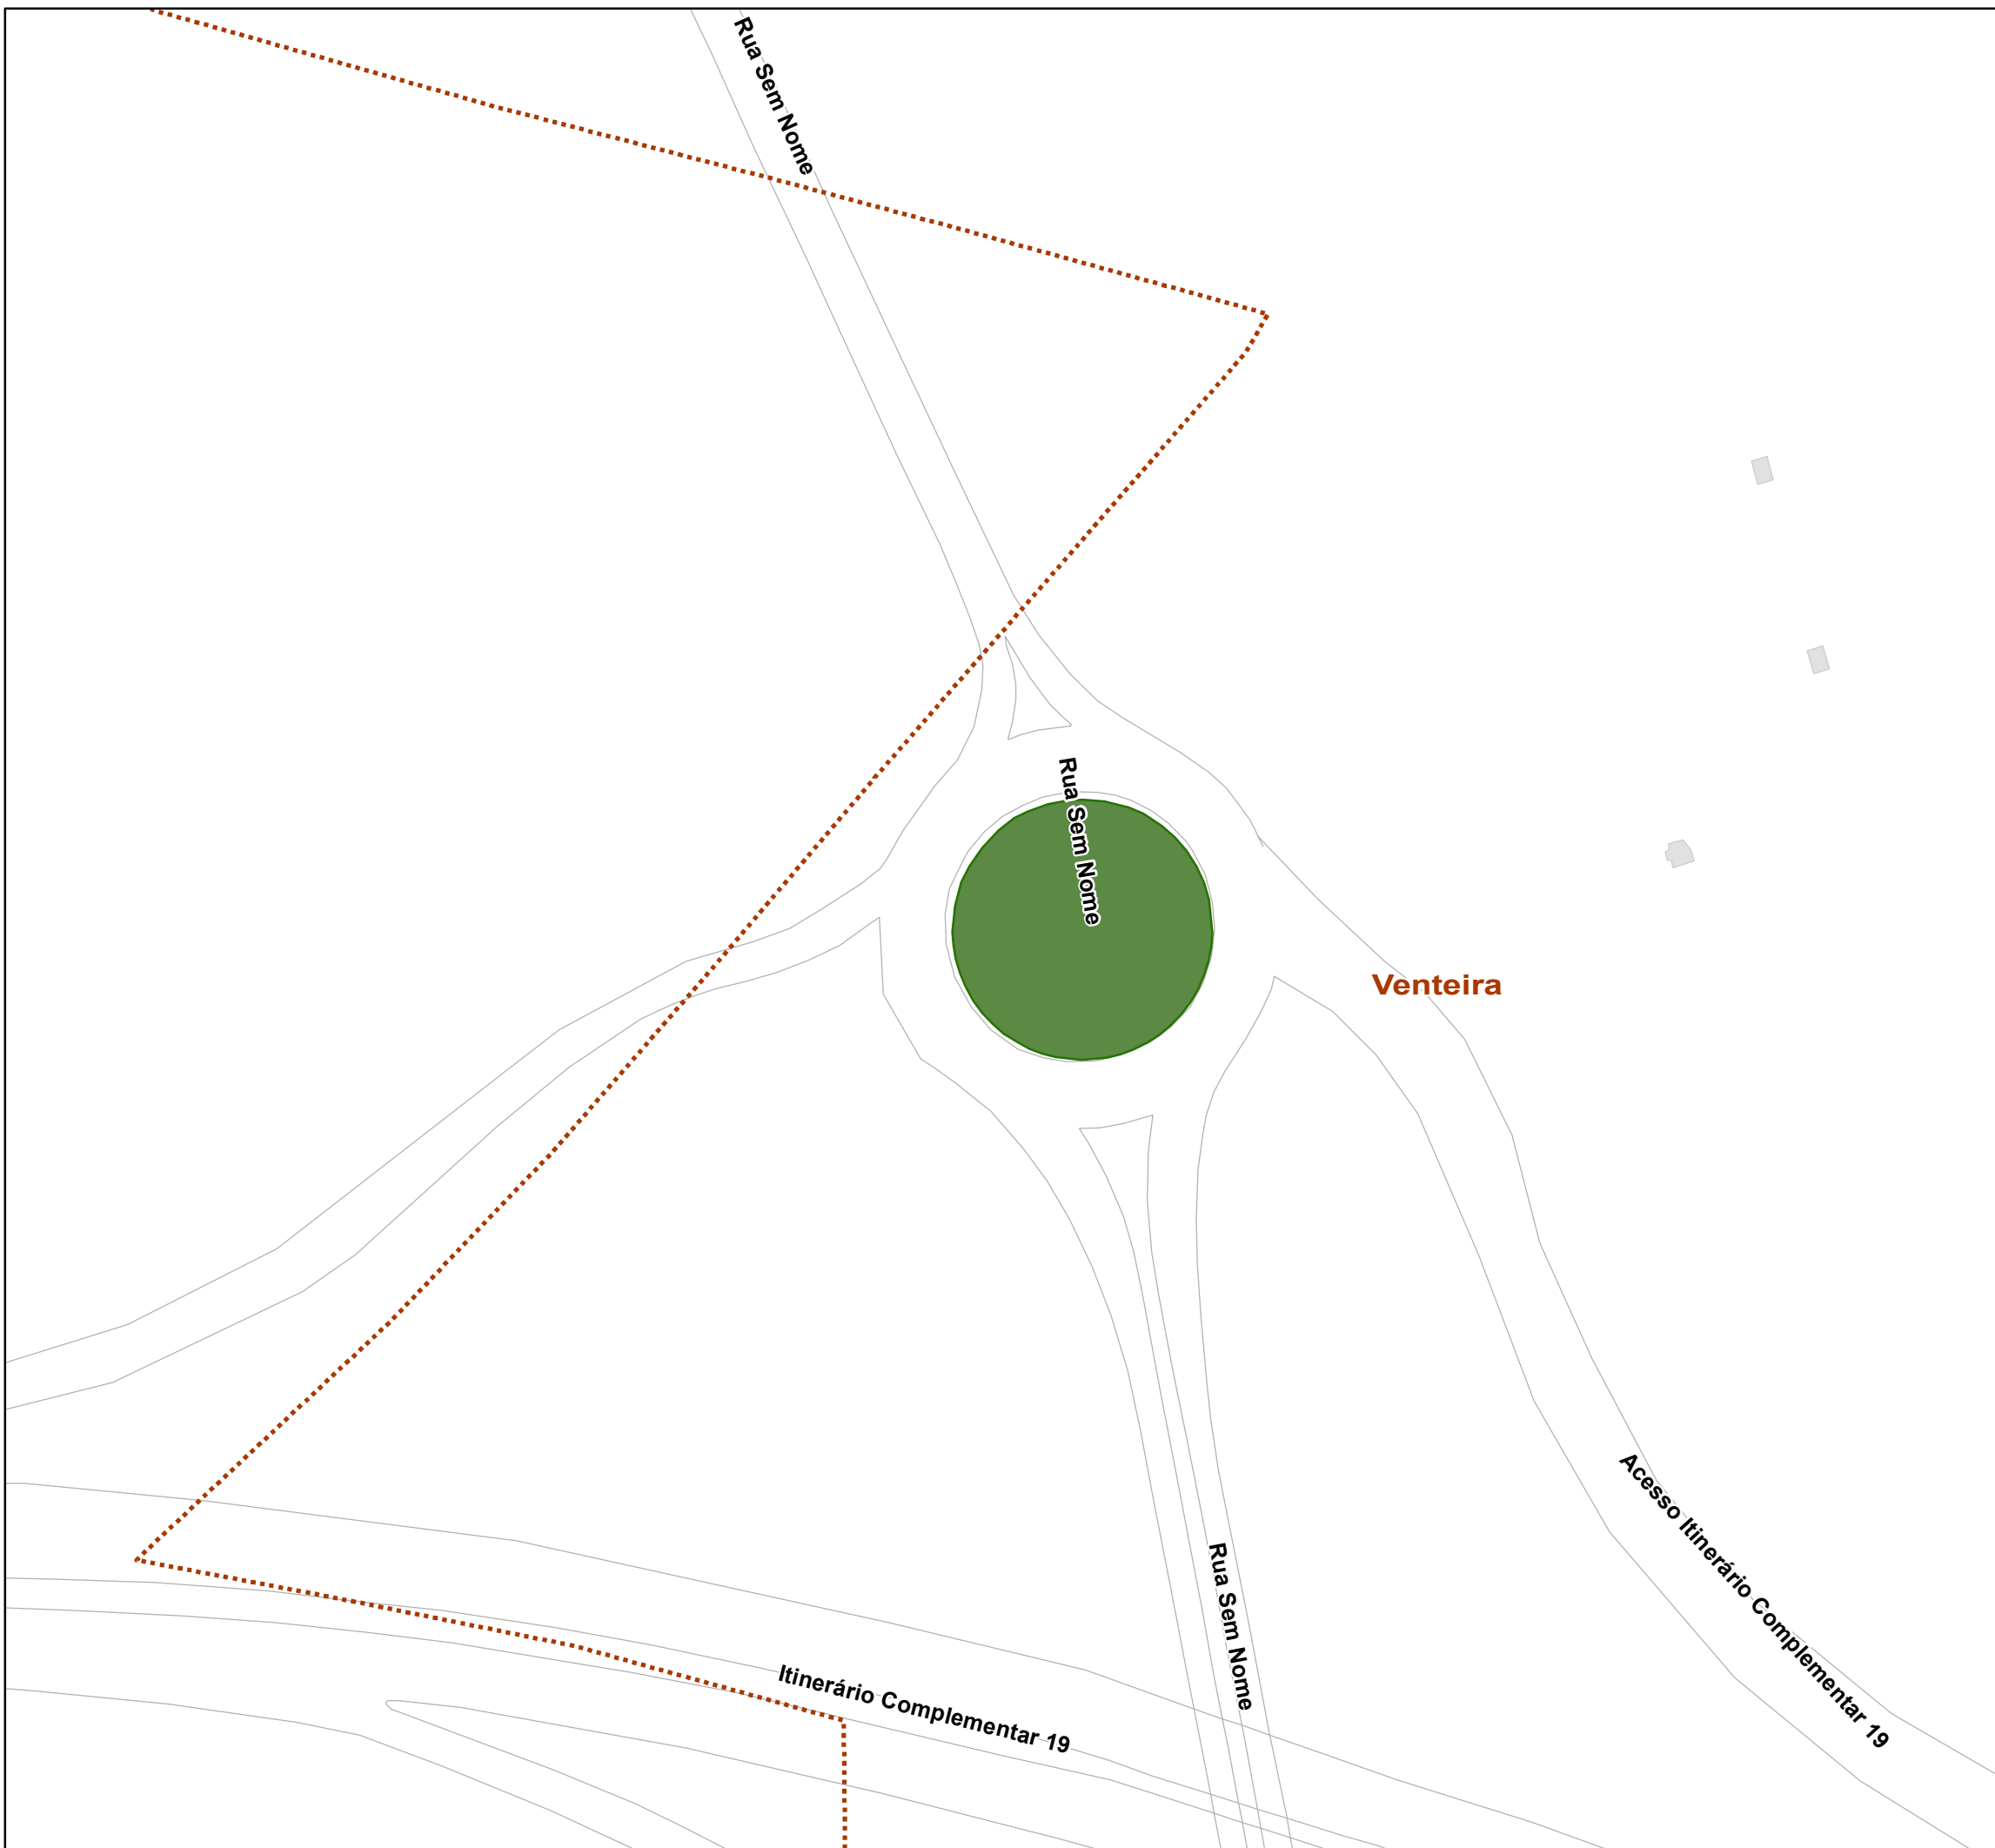 Rua Sem Nome
Rua Sem Nome
Venteira
Acesso Itinerário Complementar 19
Rua Sem Nome
Itinerário Complementar 19